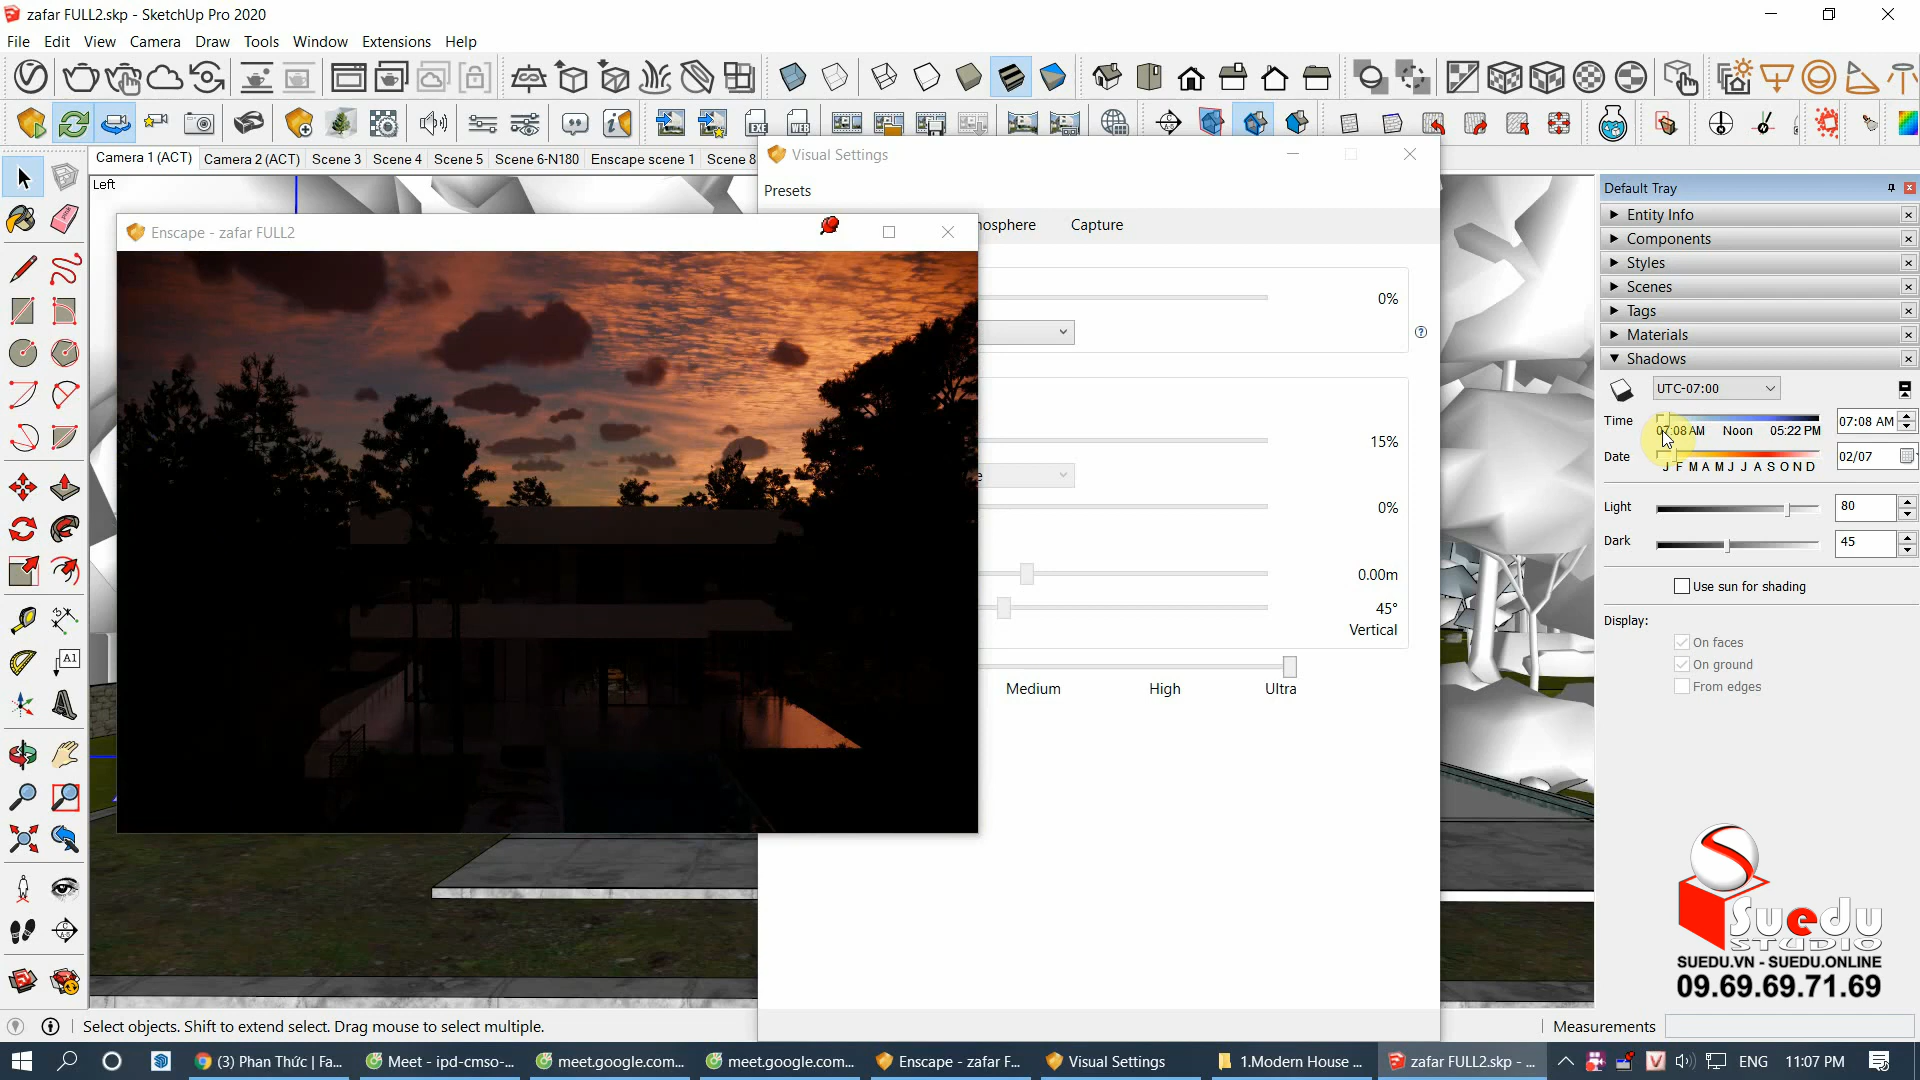 zafar FULL2.skp - SketchUp Pro 2020
File Edit View Camera Draw Tools Window Extensions Help
EXE WEB
Camera 1 (ACT) Camera 2 (ACT) Scene 3 Scene 4 Scene 5 Scene 6-N180 Enscape scene 1 Scene 8
Left
Visual Settings
Presets
Enscape - zafar FULL2
nosphere Capture
0%
15%
e
0%
0.00m
45°
Vertical
Medium High Ultra
Default Tray
Entity Info
Components
Styles
Scenes
Tags
Materials
Shadows
UTC-07:00
Time 07:08 AM Noon 05:22 PM 07:08 AM
Date J F M A M J J A S O N D 02/07
Light 80
Dark 45
Use sun for shading
Display:
On faces
On ground
From edges
A1
Suedu
STUDIO
SUEDU.VN - SUEDU.ONLINE
09.69.69.71.69
Select objects. Shift to extend select. Drag mouse to select multiple.
Measurements
(3) Phan Thức | Fa... Meet - ipd-cmso-... meet.google.com... meet.google.com... Enscape - zafar F... Visual Settings 1.Modern House ... zafar FULL2.skp - ... ENG 11:07 PM